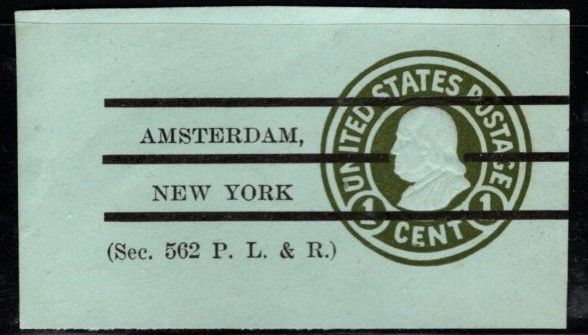 AMSTERDAM,
NEW YORK
(Sec. 562 P. L. & R.)
UNITED STATES POSTAGE
1 CENT 1